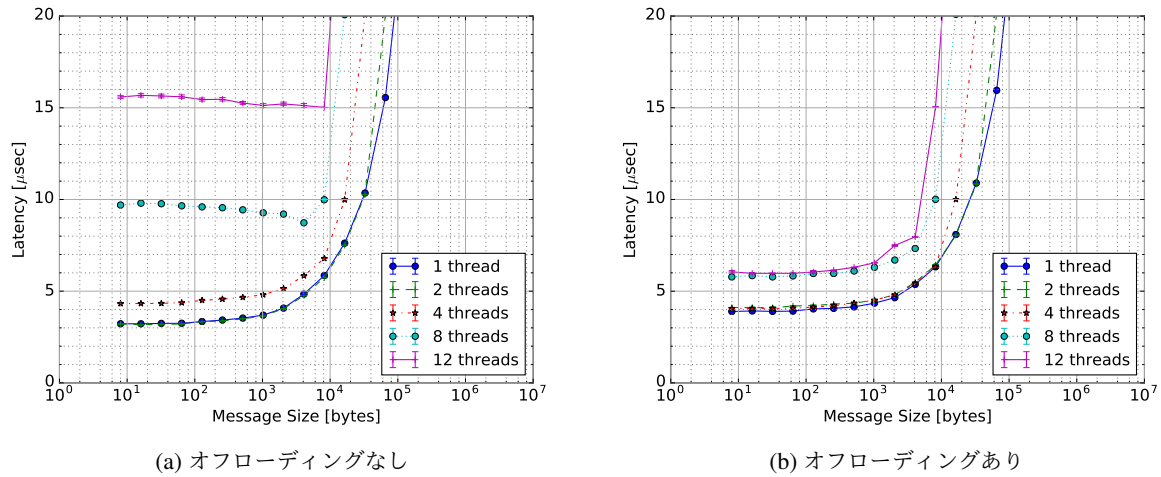 20
15
10
5
0
Latency [μsec]
10^0 10^1 10^2 10^3 10^4 10^5 10^6 10^7
Message Size [bytes]
1 thread
2 threads
4 threads
8 threads
12 threads
(a) オフローディングなし
20
15
10
5
0
Latency [μsec]
10^0 10^1 10^2 10^3 10^4 10^5 10^6 10^7
Message Size [bytes]
1 thread
2 threads
4 threads
8 threads
12 threads
(b) オフローディングあり